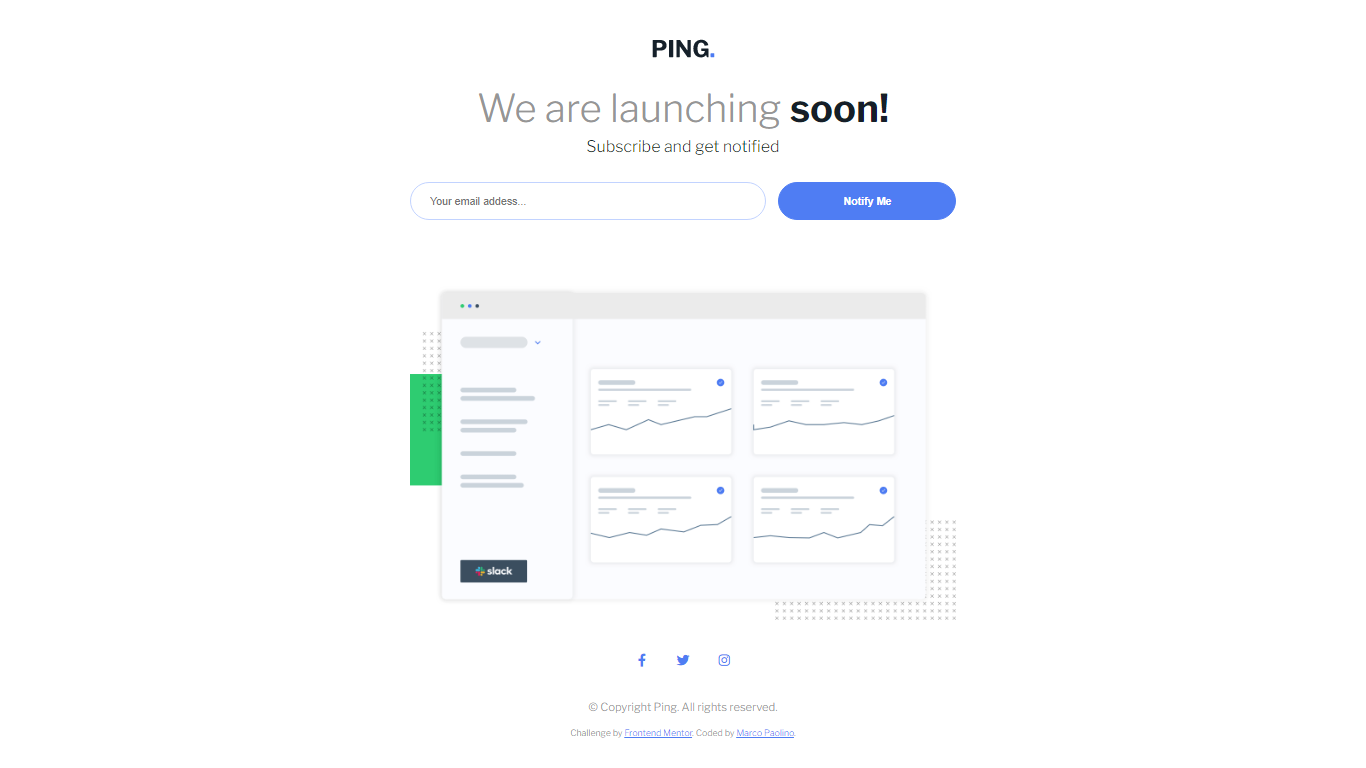 PING.
We are launching soon!
Subscribe and get notified
Your email addess...
Notify Me
slack
© Copyright Ping. All rights reserved.
Challenge by Frontend Mentor. Coded by Marco Paolino.